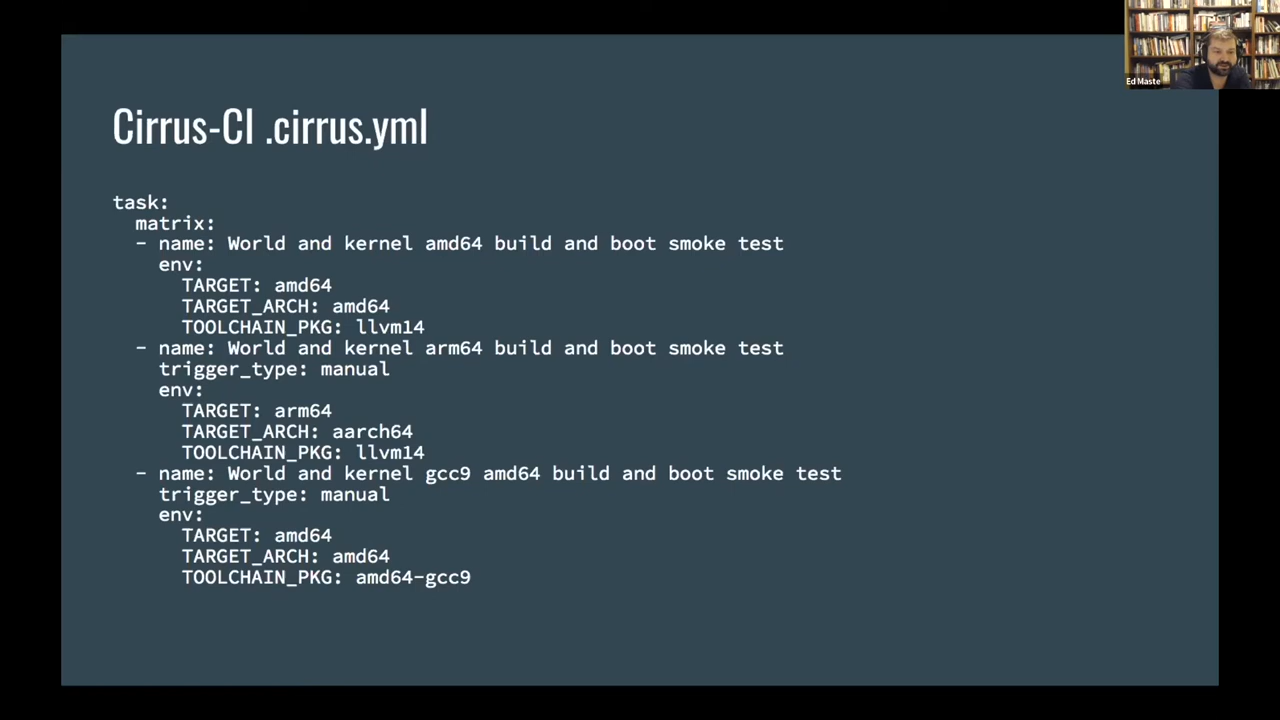 Ed Maste
Cirrus-CI .cirrus.yml
task:
  matrix:
  - name: World and kernel amd64 build and boot smoke test
    env:
      TARGET: amd64
      TARGET_ARCH: amd64
      TOOLCHAIN_PKG: llvm14
  - name: World and kernel arm64 build and boot smoke test
    trigger_type: manual
    env:
      TARGET: arm64
      TARGET_ARCH: aarch64
      TOOLCHAIN_PKG: llvm14
  - name: World and kernel gcc9 amd64 build and boot smoke test
    trigger_type: manual
    env:
      TARGET: amd64
      TARGET_ARCH: amd64
      TOOLCHAIN_PKG: amd64-gcc9